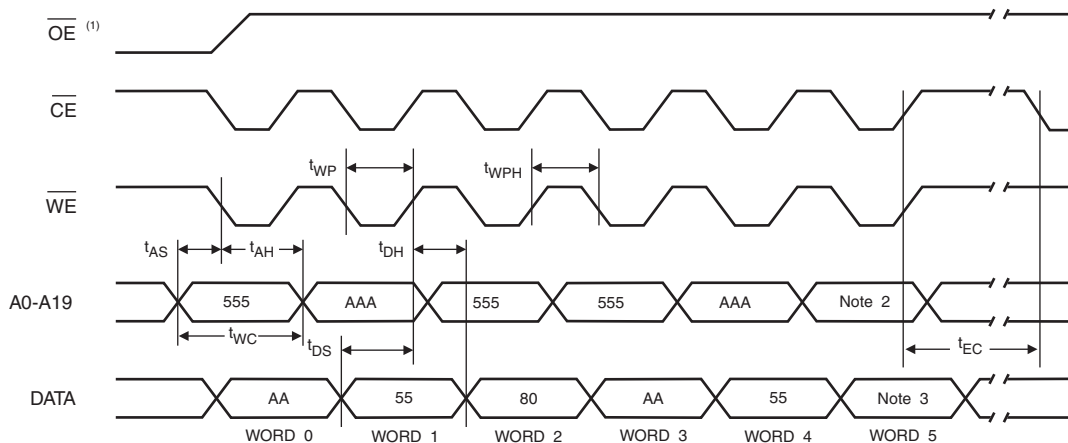 OE (1)
CE
tWP
tWPH
WE
tAS
tAH
tDH
A0-A19
555
AAA
555
555
AAA
Note 2
tWC
tDS
tEC
DATA
AA
55
80
AA
55
Note 3
WORD 0
WORD 1
WORD 2
WORD 3
WORD 4
WORD 5